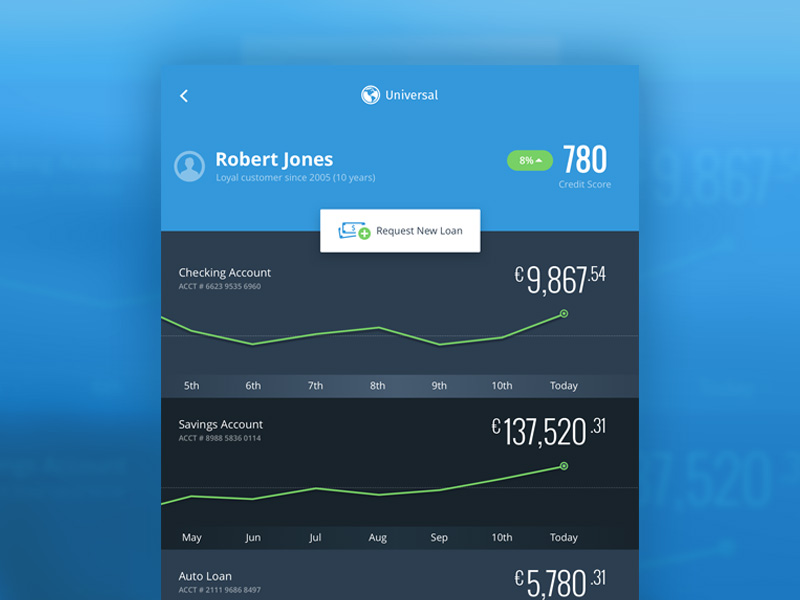 Universal
Robert Jones
Loyal customer since 2005 (10 years)
8%
780
Credit Score
$
Request New Loan
Checking Account
ACCT # 6623 9535 6960
€9,867.54
5th 6th 7th 8th 9th 10th Today
Savings Account
ACCT # 8988 5836 0114
€137,520.31
May Jun Jul Aug Sep 10th Today
Auto Loan
ACCT # 2111 9686 8497
€5,780.31